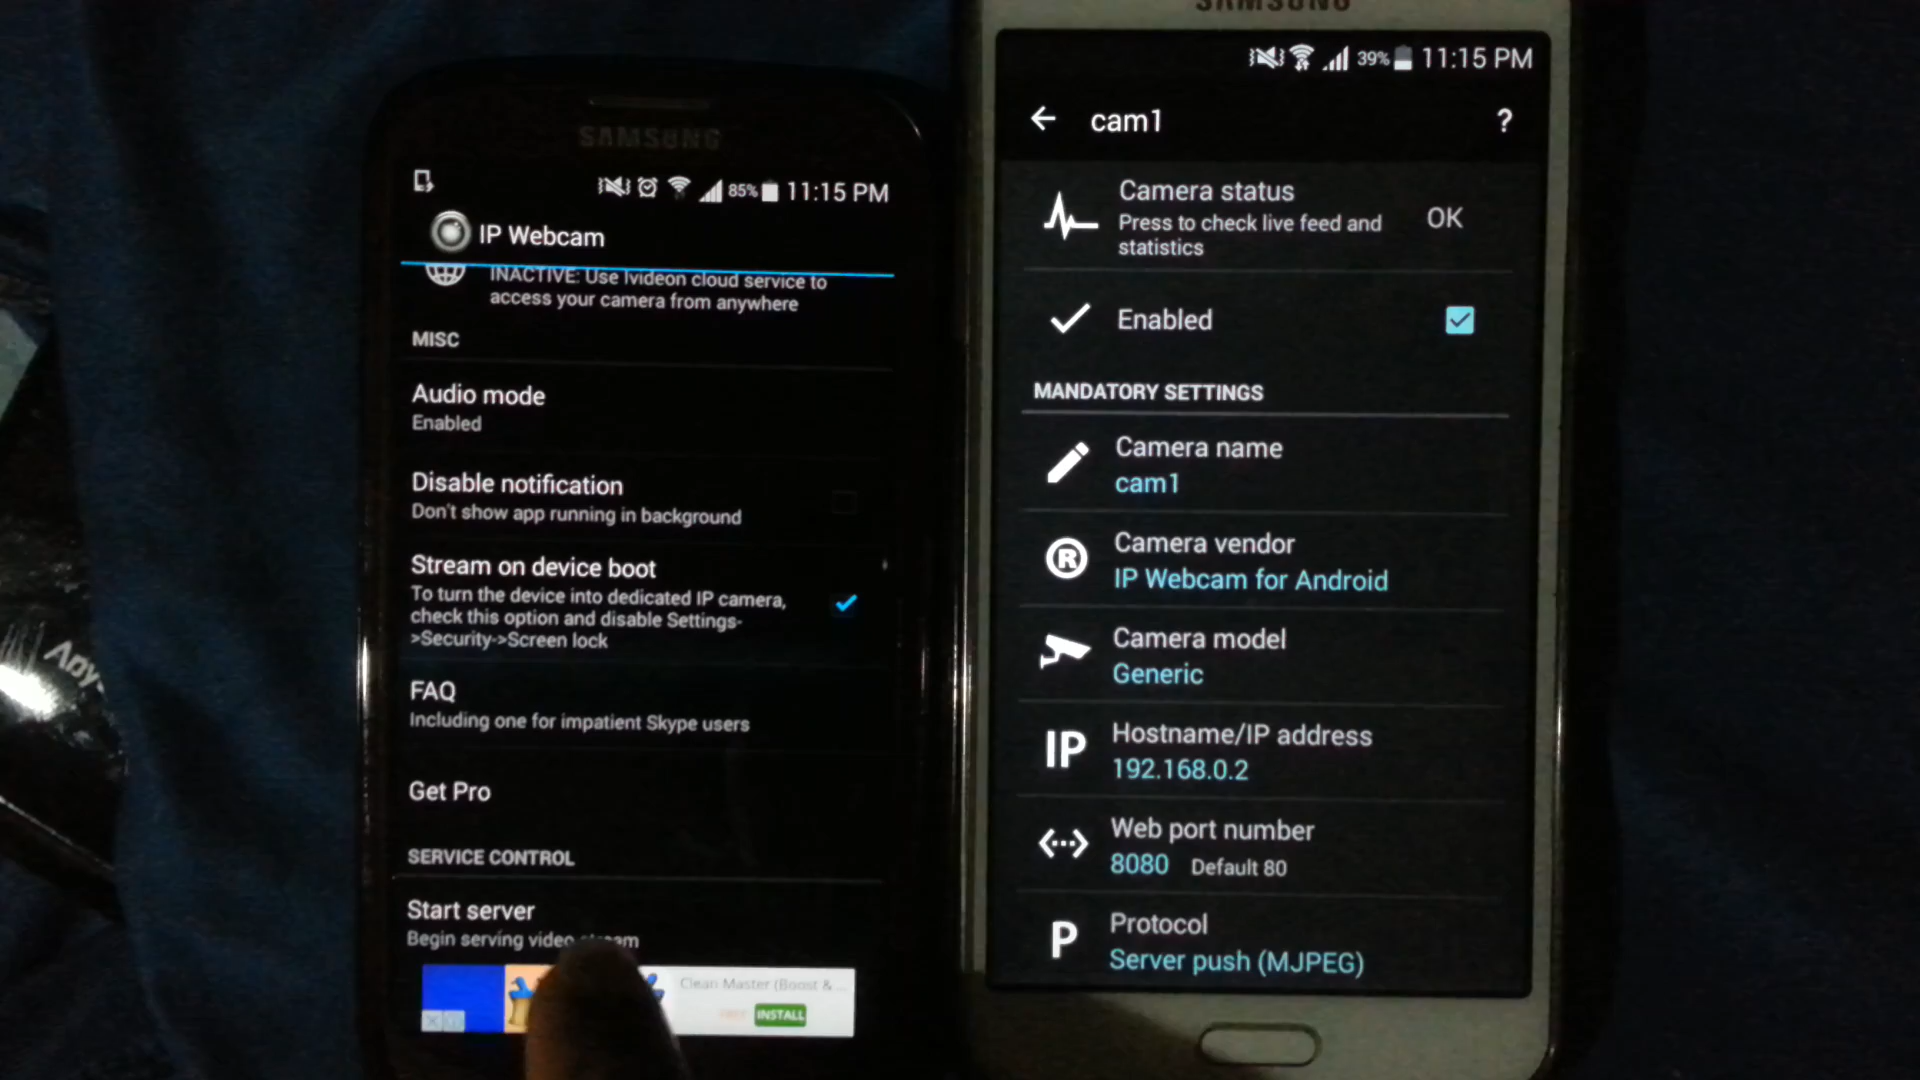 SAMSUNG
85% 11:15 PM
IP Webcam
INACTIVE: Use Ivideon cloud service to
access your camera from anywhere
MISC
Audio mode
Enabled
Disable notification
Don't show app running in background
Stream on device boot
To turn the device into dedicated IP camera,
check this option and disable Settings-
>Security->Screen lock
FAQ
Including one for impatient Skype users
Get Pro
SERVICE CONTROL
Start server
Begin serving video
Clean Master (Boost & ...
FREE INSTALL
SAMSUNG
39% 11:15 PM
cam1 ?
Camera status
Press to check live feed and
statistics
OK
Enabled
MANDATORY SETTINGS
Camera name
cam1
R
Camera vendor
IP Webcam for Android
Camera model
Generic
IP
Hostname/IP address
192.168.0.2
Web port number
8080 Default 80
P
Protocol
Server push (MJPEG)